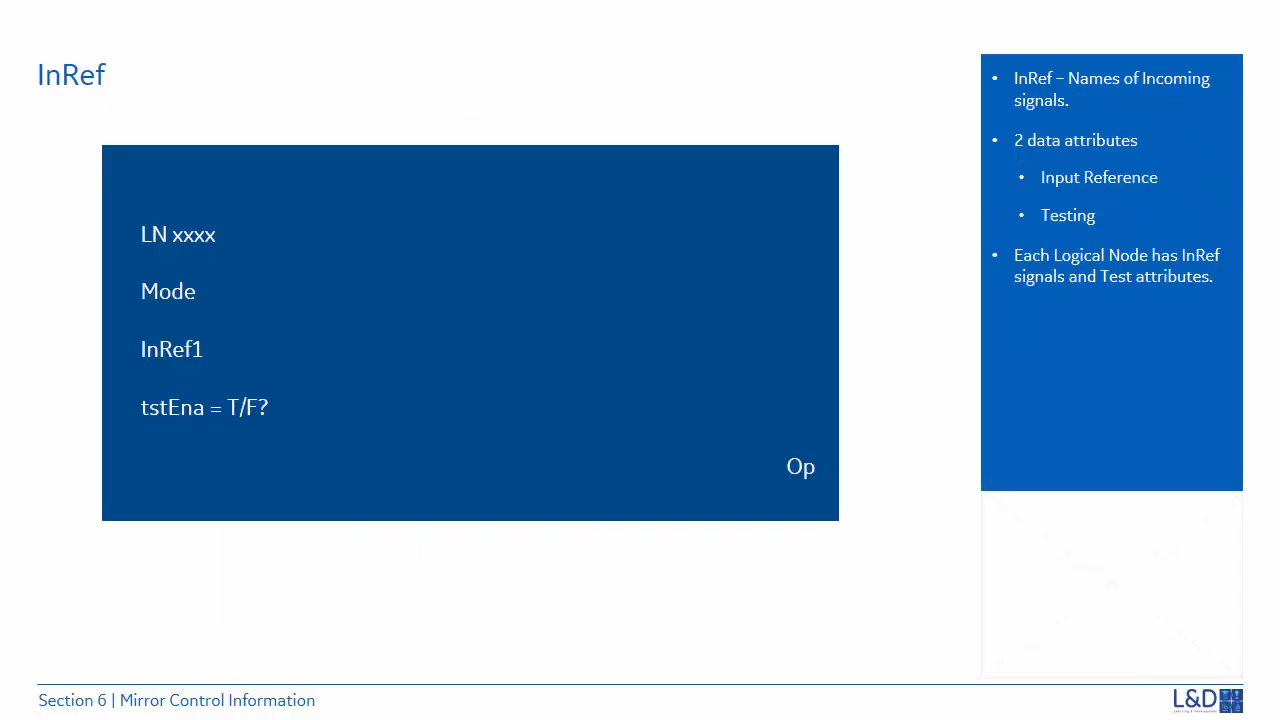 InRef
LN xxxx
Mode
InRef1
tstEna = T/F?
Op
• InRef – Names of Incoming
signals.
• 2 data attributes
• Input Reference
• Testing
• Each Logical Node has InRef
signals and Test attributes.
Section 6 | Mirror Control Information
L&D